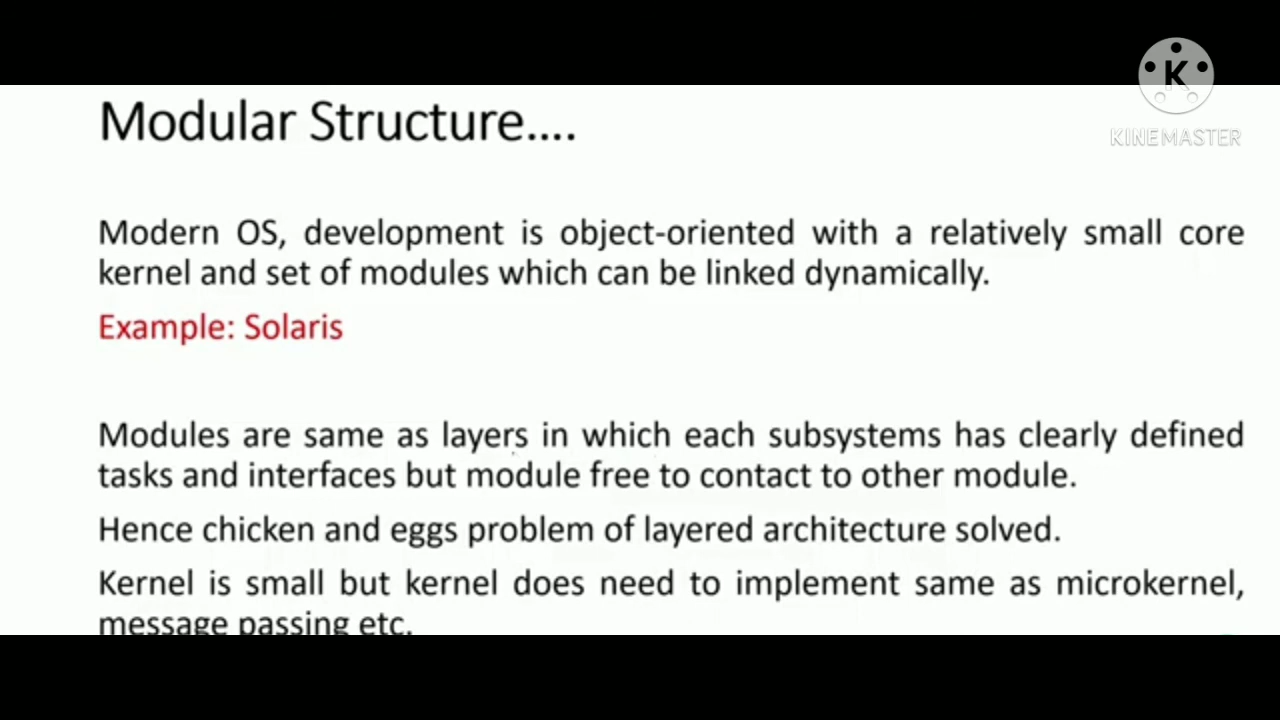 K
KINEMASTER
Modular Structure....
Modern OS, development is object-oriented with a relatively small core
kernel and set of modules which can be linked dynamically.
Example: Solaris
Modules are same as layers in which each subsystems has clearly defined
tasks and interfaces but module free to contact to other module.
Hence chicken and eggs problem of layered architecture solved.
Kernel is small but kernel does need to implement same as microkernel,
message passing etc.